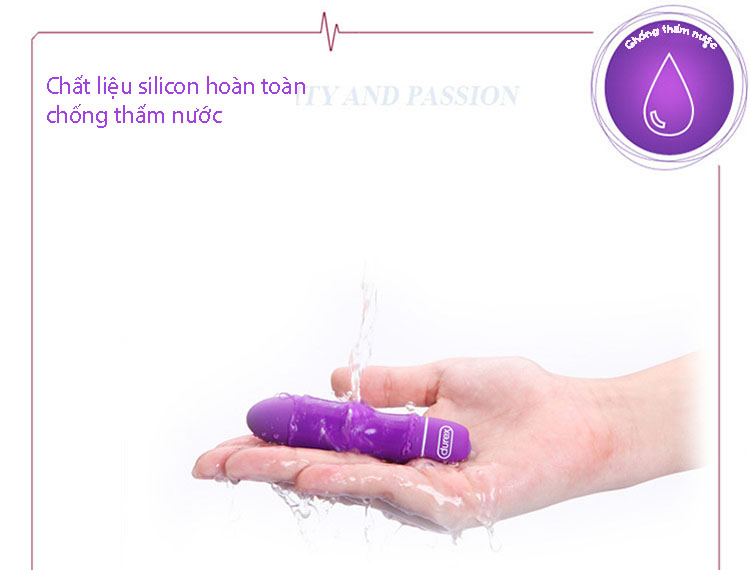 Chống thấm nước
Chất liệu silicon hoàn toàn
chống thấm nước
TY AND PASSION
durex